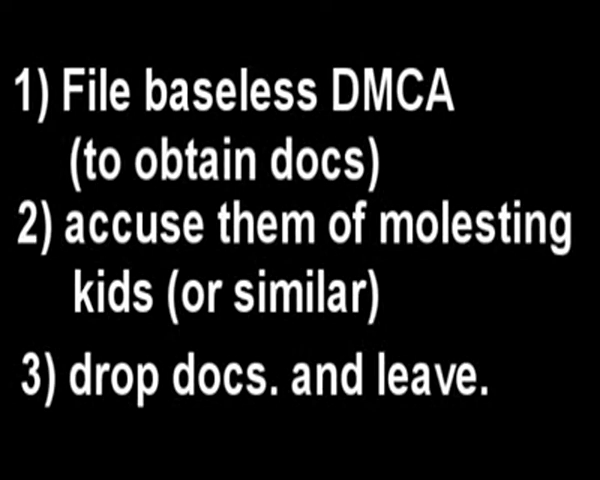 1) File baseless DMCA
(to obtain docs)
2) accuse them of molesting
kids (or similar)
3) drop docs. and leave.